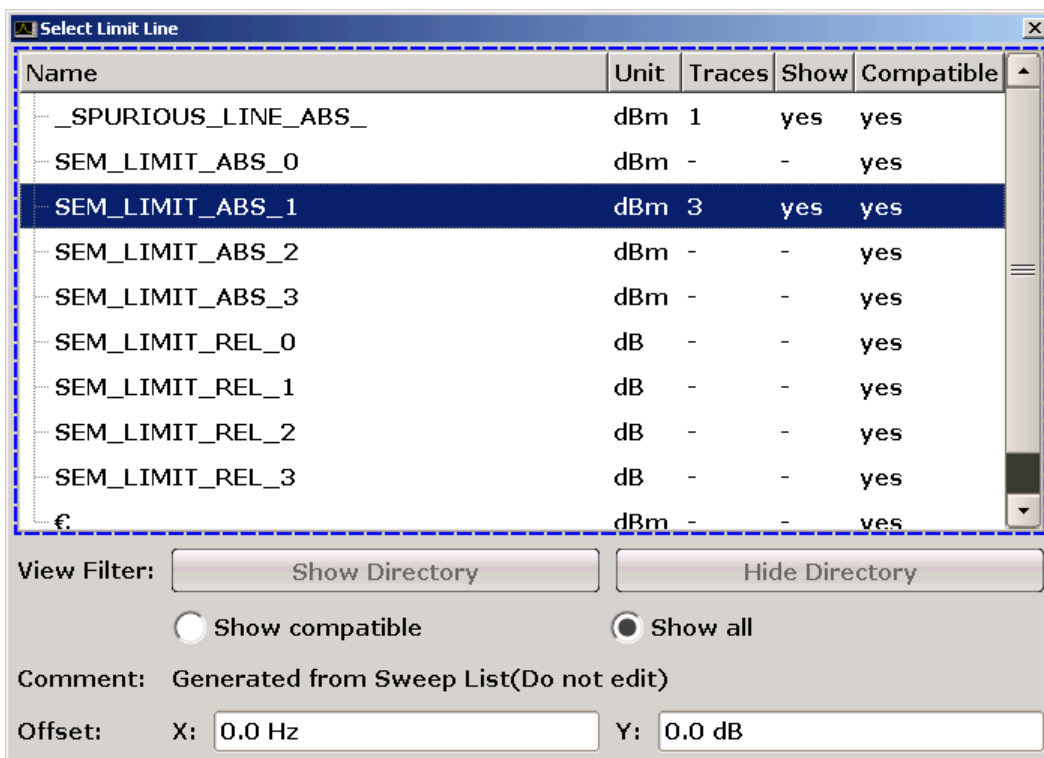 Select Limit Line
Name Unit Traces Show Compatible
_SPURIOUS_LINE_ABS_ dBm 1 yes yes
SEM_LIMIT_ABS_0 dBm - - yes
SEM_LIMIT_ABS_1 dBm 3 yes yes
SEM_LIMIT_ABS_2 dBm - - yes
SEM_LIMIT_ABS_3 dBm - - yes
SEM_LIMIT_REL_0 dB - - yes
SEM_LIMIT_REL_1 dB - - yes
SEM_LIMIT_REL_2 dB - - yes
SEM_LIMIT_REL_3 dB - - yes
dBm - - yes
View Filter: Show Directory Hide Directory
Show compatible Show all
Comment: Generated from Sweep List(Do not edit)
Offset: X: 0.0 Hz Y: 0.0 dB